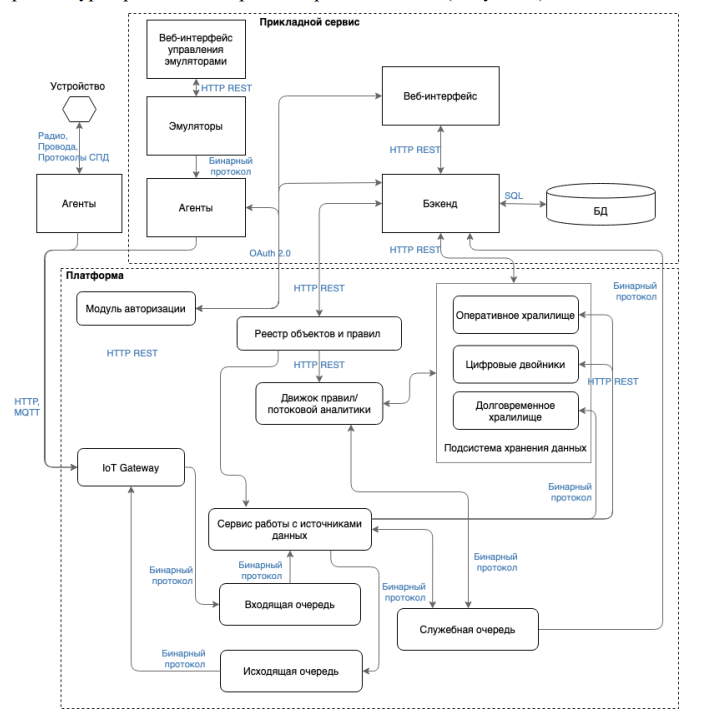 Прикладной сервис
Веб-интерфейс
управления
эмуляторами
HTTP REST
Устройство
Эмуляторы
Веб-интерфейс
Радио,
Провода,
Протоколы СПД
HTTP REST
Бинарный
протокол
Агенты
Агенты
Бэкенд
SQL
БД
OAuth 2.0
HTTP REST
Платформа
Бинарный
протокол
HTTP REST
Модуль авторизации
Оперативное хралилище
Реестр объектов и правил
HTTP REST
HTTP REST
Цифровые двойники
HTTP REST
Движок правил/
потоковой аналитики
HTTP,
MQTT
Долговременное
хралилище
Подсистема хранения данных
IoT Gateway
Бинарный
протокол
Сервис работы с источниками
данных
Бинарный
протокол
Бинарный
протокол
Бинарный
протокол
Бинарный
протокол
Входящая очередь
Служебная очередь
Бинарный
протокол
Исходящая очередь